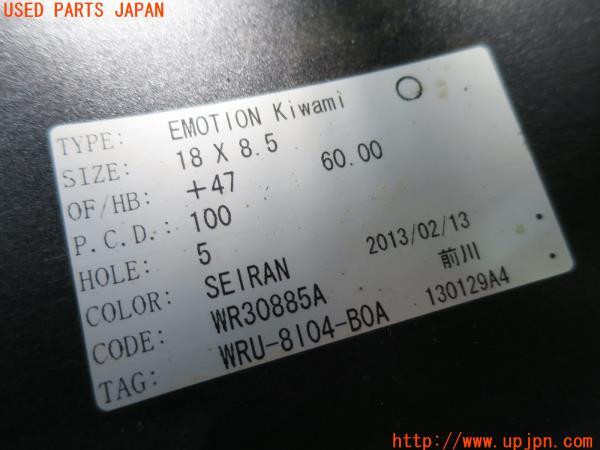 USED PARTS JAPAN
TYPE: EMOTION Kiwami
SIZE: 18 X 8.5
OF/HB: +47 60.00
P.C.D.: 100
HOLE: 5
COLOR: SEIRAN 2013/02/13
CODE: WR30885A 前川
TAG: WRU-8I04-B0A 130129A4
http://www.upjpn.com/